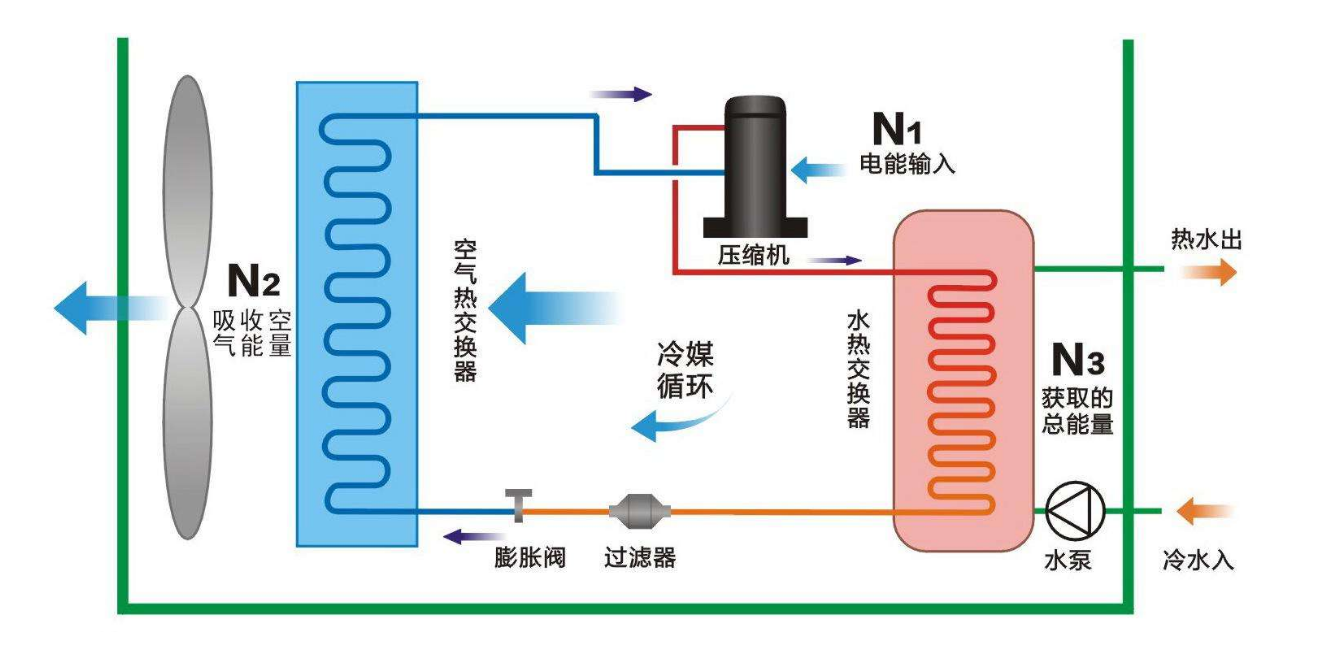 N1
电能输入
压缩机
热水出
N2
吸收空
气能量
空气热交换器
冷媒
循环
水热交换器
N3
获取的
总能量
膨胀阀
过滤器
水泵
冷水入